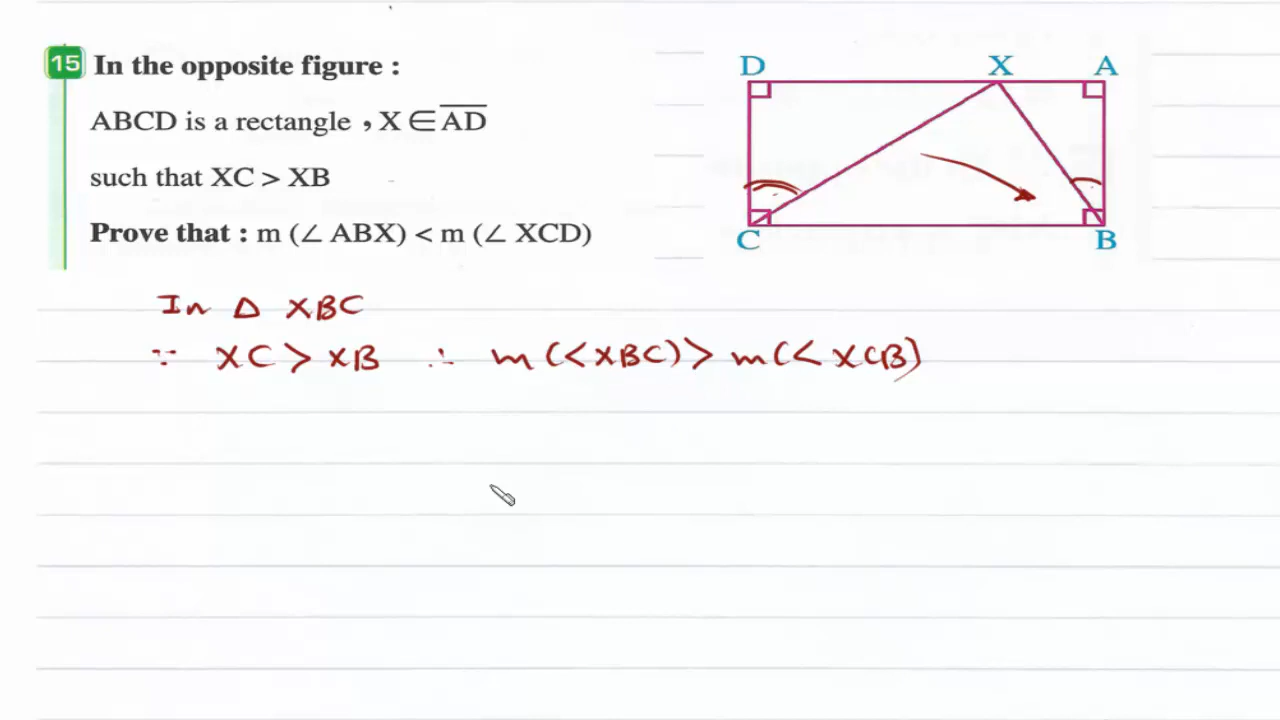 15 In the opposite figure :
ABCD is a rectangle , X ∈ A̅D̅
such that XC > XB
Prove that : m (∠ ABX) < m (∠ XCD)
D X A
C B
In Δ XBC
∵ XC > XB ∴ m (< XBC) > m (< XCB)